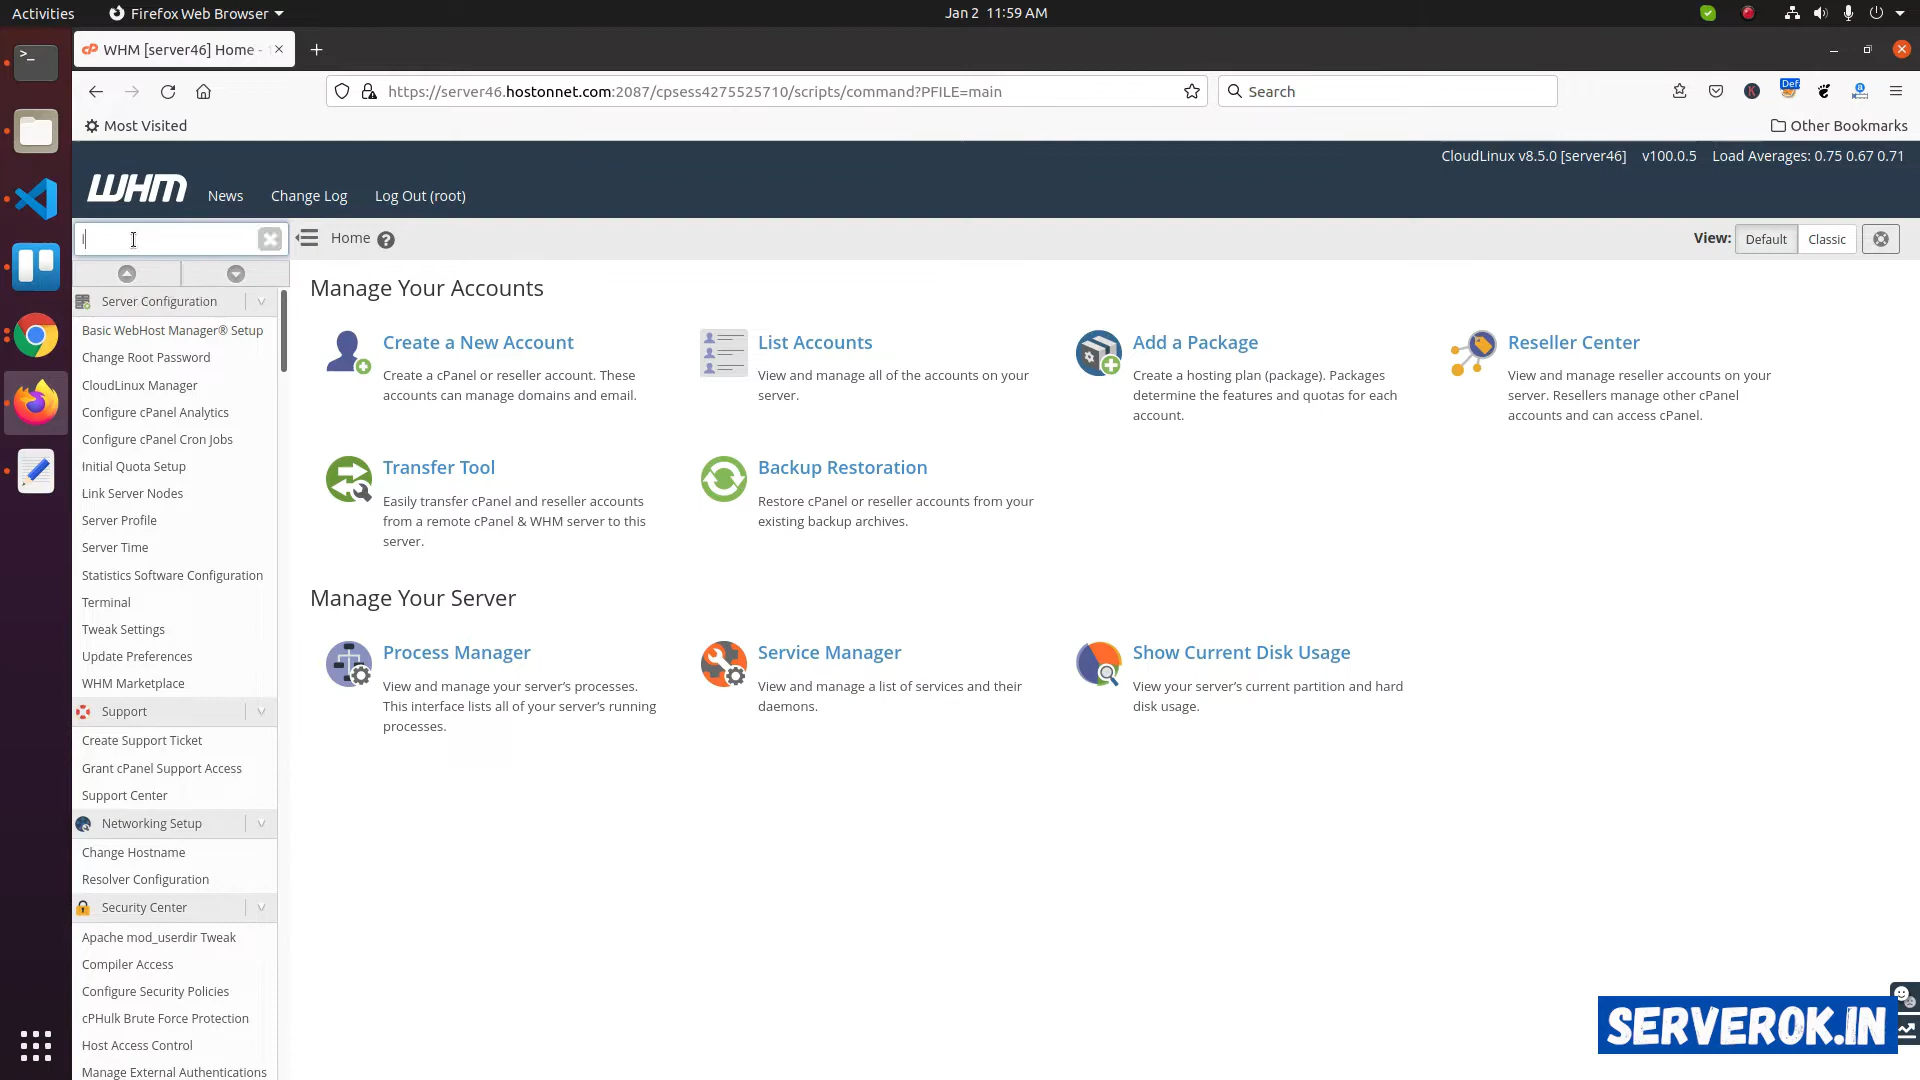 Activities
Firefox Web Browser
Jan 2 11:59 AM
WHM [server46] Home -
https://server46.hostonnet.com:2087/cpsess4275525710/scripts/command?PFILE=main
Search
Most Visited
Other Bookmarks
CloudLinux v8.5.0 [server46] v100.0.5 Load Averages: 0.75 0.67 0.71
WHM
News
Change Log
Log Out (root)
Home
View:
Default
Classic
Server Configuration
Basic WebHost Manager® Setup
Change Root Password
CloudLinux Manager
Configure cPanel Analytics
Configure cPanel Cron Jobs
Initial Quota Setup
Link Server Nodes
Server Profile
Server Time
Statistics Software Configuration
Terminal
Tweak Settings
Update Preferences
WHM Marketplace
Support
Create Support Ticket
Grant cPanel Support Access
Support Center
Networking Setup
Change Hostname
Resolver Configuration
Security Center
Apache mod_userdir Tweak
Compiler Access
Configure Security Policies
cPHulk Brute Force Protection
Host Access Control
Manage External Authentications
Manage Your Accounts
Create a New Account
Create a cPanel or reseller account. These
accounts can manage domains and email.
List Accounts
View and manage all of the accounts on your
server.
Add a Package
Create a hosting plan (package). Packages
determine the features and quotas for each
account.
Reseller Center
View and manage reseller accounts on your
server. Resellers manage other cPanel
accounts and can access cPanel.
Transfer Tool
Easily transfer cPanel and reseller accounts
from a remote cPanel & WHM server to this
server.
Backup Restoration
Restore cPanel or reseller accounts from your
existing backup archives.
Manage Your Server
Process Manager
View and manage your server's processes.
This interface lists all of your server's running
processes.
Service Manager
View and manage a list of services and their
daemons.
Show Current Disk Usage
View your server's current partition and hard
disk usage.
SERVEROK.IN